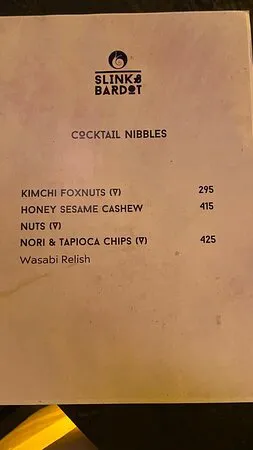 SLINK &
BARDOT
COCKTAIL NIBBLES
KIMCHI FOXNUTS (V) 295
HONEY SESAME CASHEW 415
NUTS (V)
NORI & TAPIOCA CHIPS (V) 425
Wasabi Relish